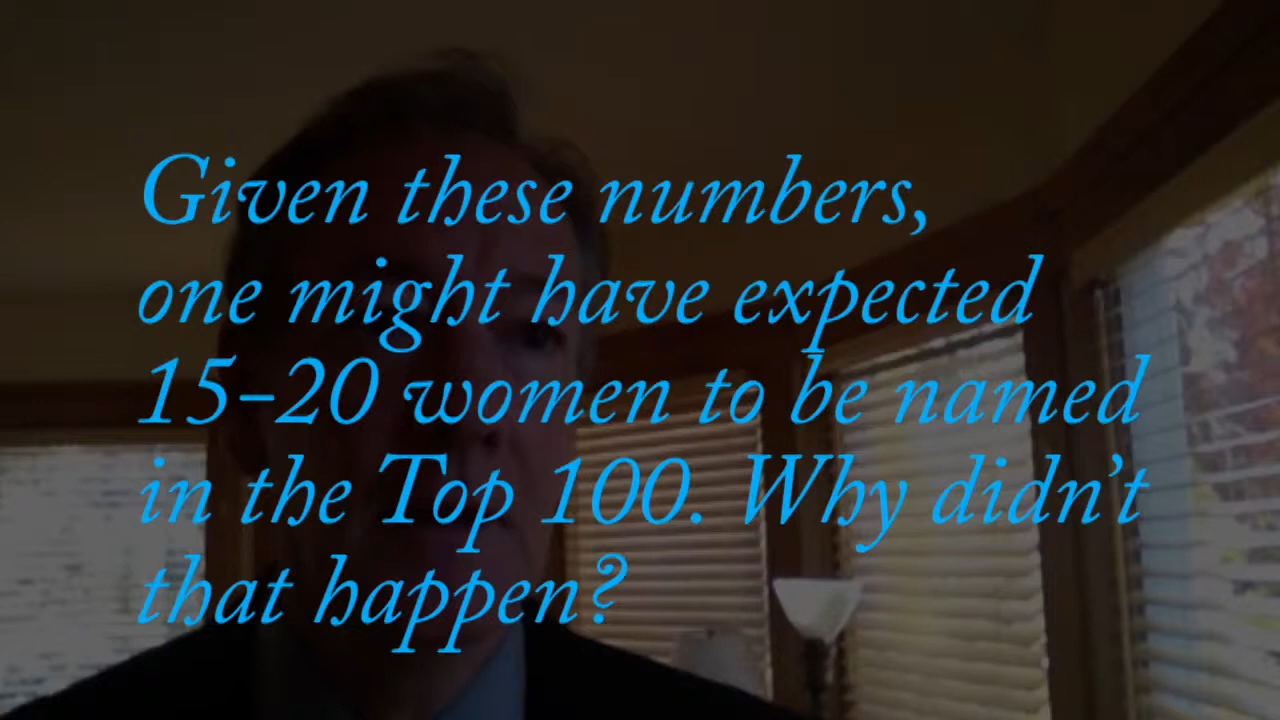 Given these numbers,
one might have expected
15–20 women to be named
in the Top 100. Why didn’t
that happen?